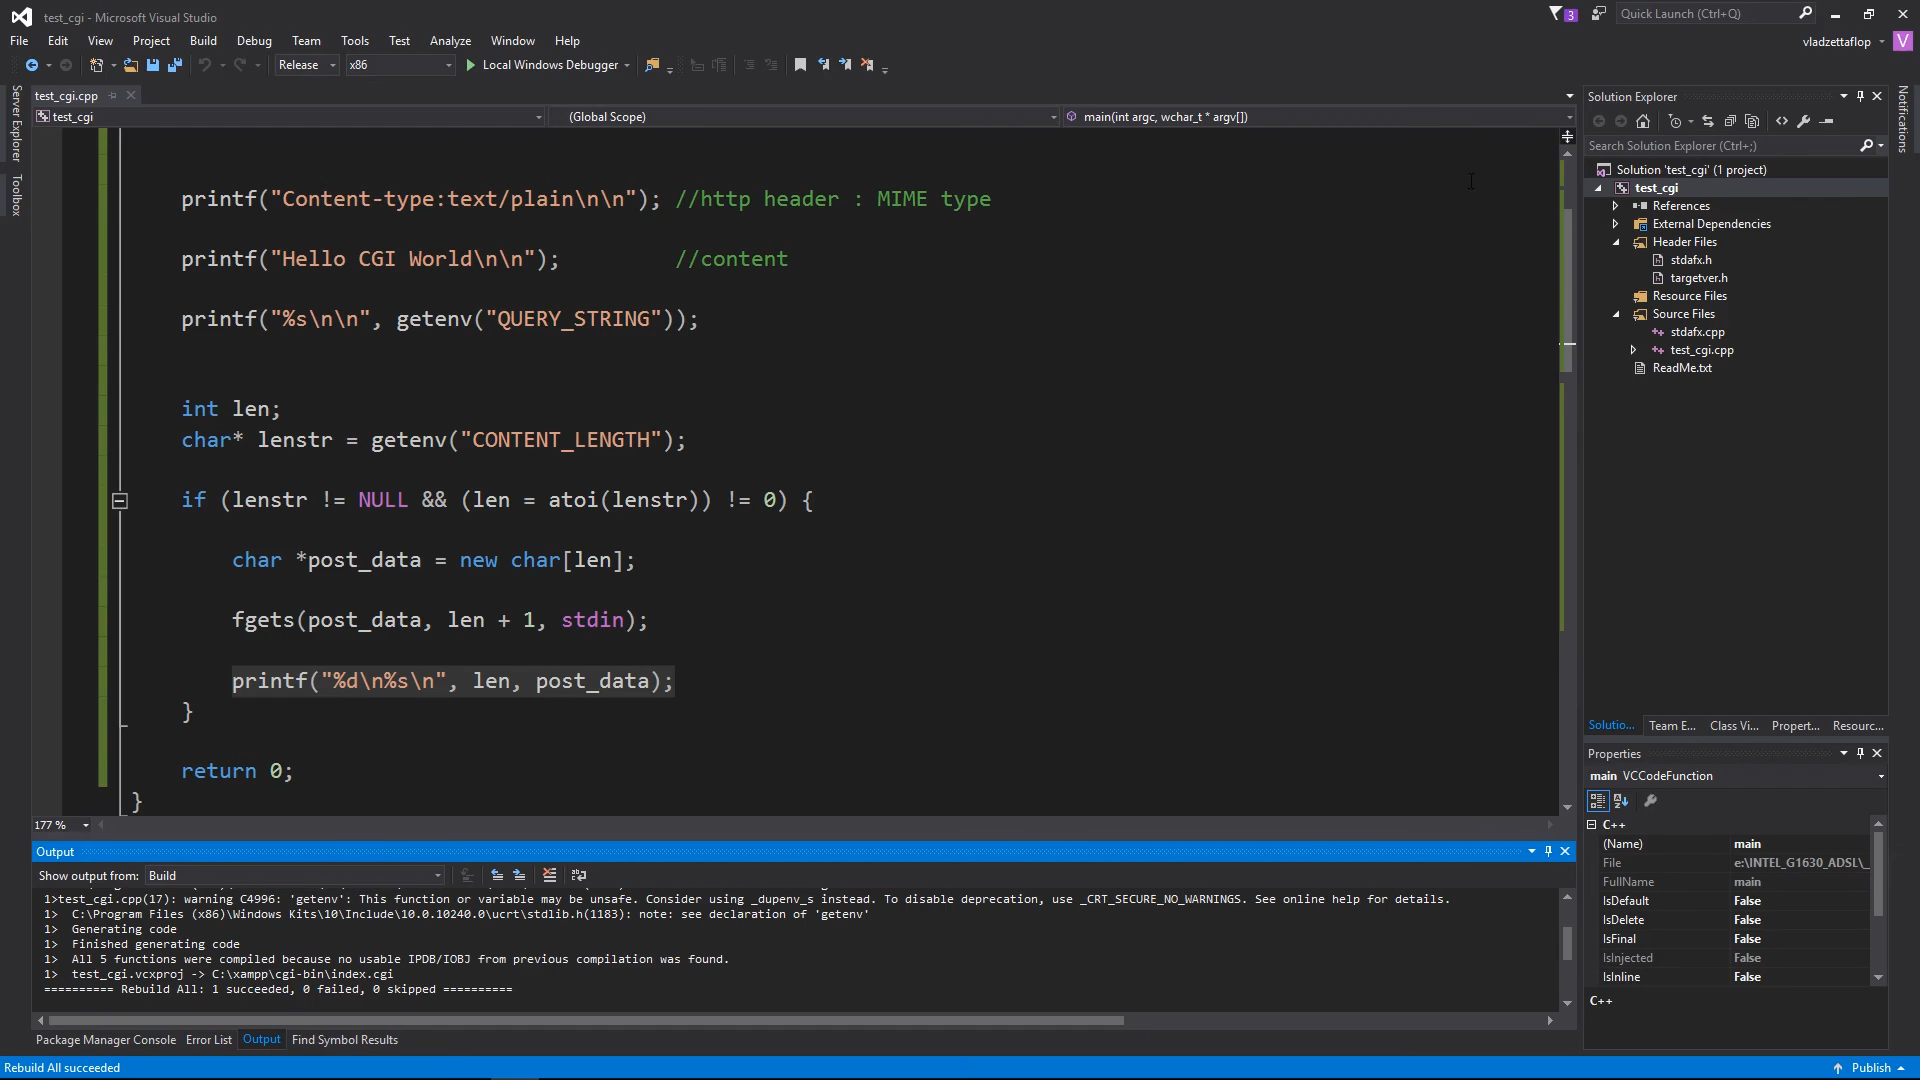 test_cgi - Microsoft Visual Studio
3
Quick Launch (Ctrl+Q)
File Edit View Project Build Debug Team Tools Test Analyze Window Help
vladzettaflop V
Release x86 Local Windows Debugger
Server Explorer
Toolbox
Notifications
test_cgi.cpp
test_cgi (Global Scope) main(int argc, wchar_t * argv[])
printf("Content-type:text/plain\n\n"); //http header : MIME type
printf("Hello CGI World\n\n"); //content
printf("%s\n\n", getenv("QUERY_STRING"));
int len;
char* lenstr = getenv("CONTENT_LENGTH");
if (lenstr != NULL && (len = atoi(lenstr)) != 0) {
char *post_data = new char[len];
fgets(post_data, len + 1, stdin);
printf("%d\n%s\n", len, post_data);
}
return 0;
}
177 %
Solution Explorer
Search Solution Explorer (Ctrl+;)
Solution 'test_cgi' (1 project)
test_cgi
References
External Dependencies
Header Files
stdafx.h
targetver.h
Resource Files
Source Files
stdafx.cpp
test_cgi.cpp
ReadMe.txt
Solutio... Team E... Class Vi... Propert... Resourc...
Properties
main VCCodeFunction
C++
(Name) main
File e:\INTEL_G1630_ADSL\_
FullName main
IsDefault False
IsDelete False
IsFinal False
IsInjected False
IsInline False
C++
Output
Show output from: Build
1>test_cgi.cpp(17): warning C4996: 'getenv': This function or variable may be unsafe. Consider using _dupenv_s instead. To disable deprecation, use _CRT_SECURE_NO_WARNINGS. See online help for details.
1> C:\Program Files (x86)\Windows Kits\10\Include\10.0.10240.0\ucrt\stdlib.h(1183): note: see declaration of 'getenv'
1> Generating code
1> Finished generating code
1> All 5 functions were compiled because no usable IPDB/IOBJ from previous compilation was found.
1> test_cgi.vcxproj -> C:\xampp\cgi-bin\index.cgi
========== Rebuild All: 1 succeeded, 0 failed, 0 skipped ==========
Package Manager Console Error List Output Find Symbol Results
Rebuild All succeeded
Publish